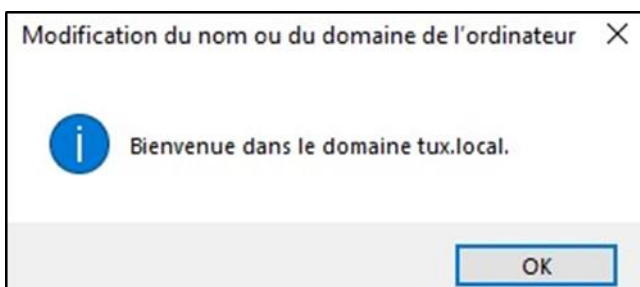 Modification du nom ou du domaine de l'ordinateur
Bienvenue dans le domaine tux.local.
OK